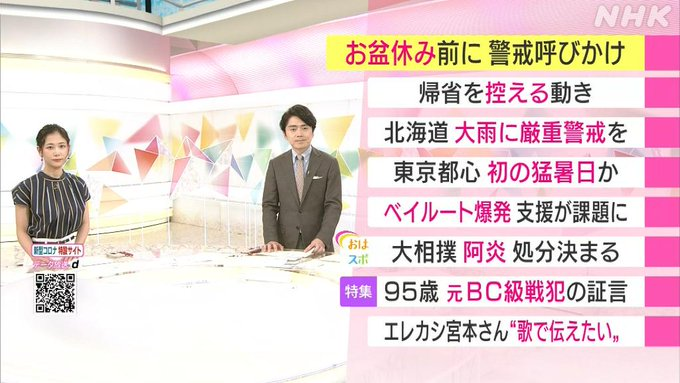 NHK
お盆休み前に 警戒呼びかけ
帰省を控える動き
北海道 大雨に厳重警戒を
東京都心 初の猛暑日か
ベイルート爆発 支援が課題に
おはスポ
大相撲 阿炎 処分決まる
特集 95歳 元BC級戦犯の証言
エレカシ宮本さん“歌で伝えたい„
新型コロナ 特設サイト